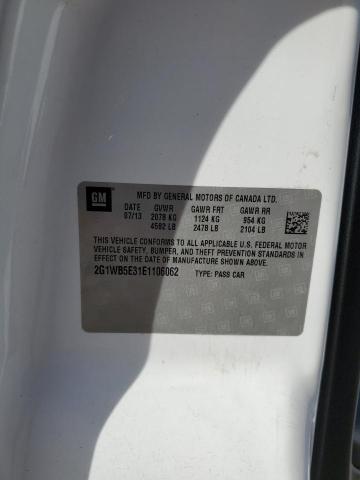 GM
MFD BY GENERAL MOTORS OF CANADA LTD.
DATE GVWR GAWR FRT GAWR RR
07/13 2078 KG 1124 KG 954 KG
4582 LB 2478 LB 2104 LB
THIS VEHICLE CONFORMS TO ALL APPLICABLE U.S. FEDERAL MOTOR
VEHICLE SAFETY, BUMPER, AND THEFT PREVENTION STANDARDS
IN EFFECT ON THE DATE OF MANUFACTURE SHOWN ABOVE.
2G1WB5E31E1106062 TYPE: PASS CAR